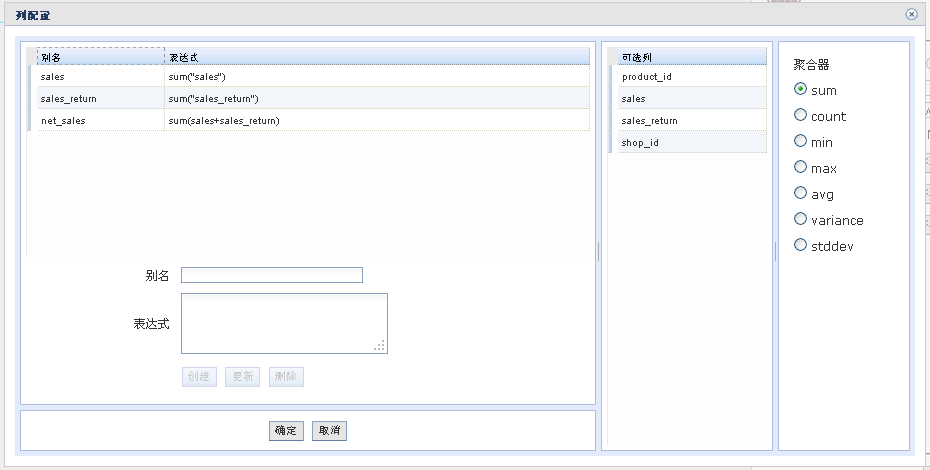 列配置
别名 表达式
sales sum("sales")
sales_return sum("sales_return")
net_sales sum(sales+sales_return)
别名
表达式
创建 更新 删除
确定 取消
可选列
product_id
sales
sales_return
shop_id
聚合器
sum
count
min
max
avg
variance
stddev